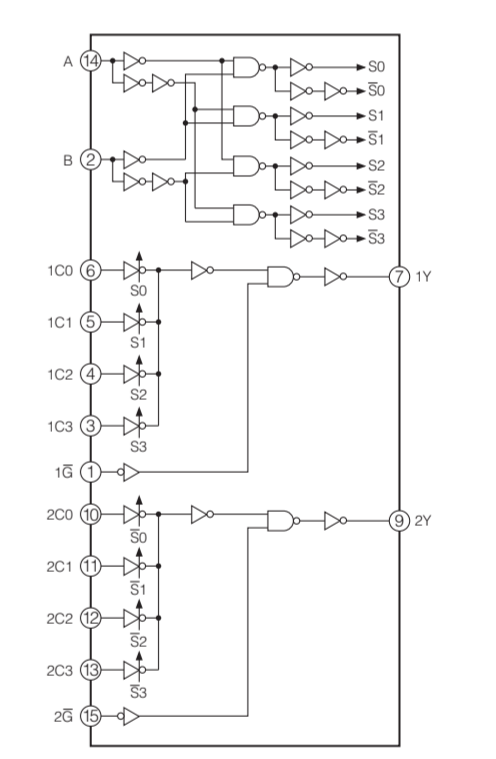 A 14
S0
S̅0
S1
S̅1
B 2
S2
S̅2
S3
S̅3
1C0 6
S0
7 1Y
1C1 5
S1
1C2 4
S2
1C3 3
S3
1G̅ 1
2C0 10
S̅0
9 2Y
2C1 11
S̅1
2C2 12
S̅2
2C3 13
S̅3
2G̅ 15